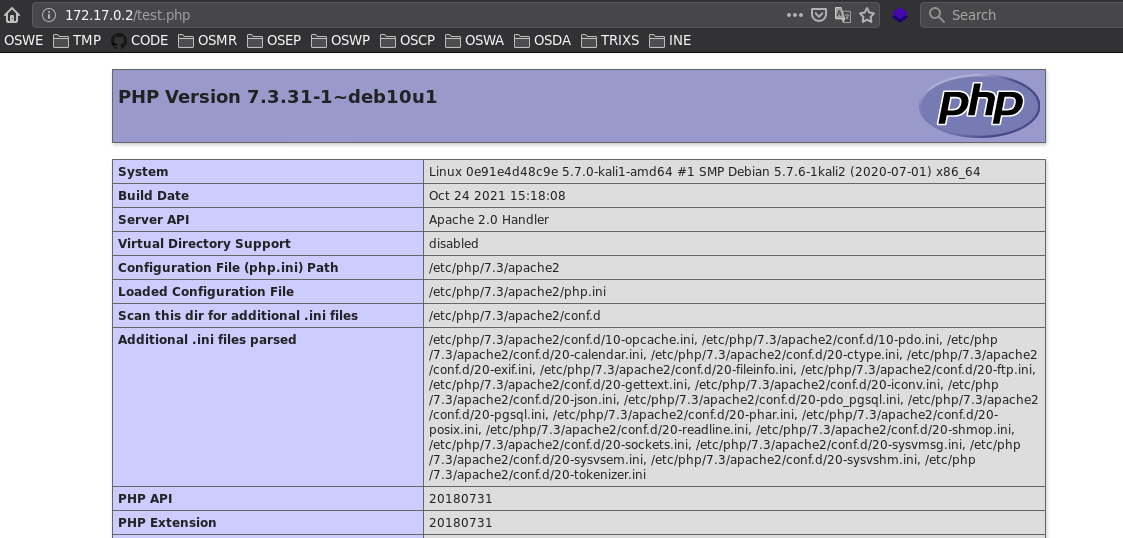 172.17.0.2/test.php
Search
OSWE TMP CODE OSMR OSEP OSWP OSCP OSWA OSDA TRIXS INE
PHP Version 7.3.31-1~deb10u1
php
System Linux 0e91e4d48c9e 5.7.0-kali1-amd64 #1 SMP Debian 5.7.6-1kali2 (2020-07-01) x86_64
Build Date Oct 24 2021 15:18:08
Server API Apache 2.0 Handler
Virtual Directory Support disabled
Configuration File (php.ini) Path /etc/php/7.3/apache2
Loaded Configuration File /etc/php/7.3/apache2/php.ini
Scan this dir for additional .ini files /etc/php/7.3/apache2/conf.d
Additional .ini files parsed /etc/php/7.3/apache2/conf.d/10-opcache.ini, /etc/php/7.3/apache2/conf.d/10-pdo.ini, /etc/php
/7.3/apache2/conf.d/20-calendar.ini, /etc/php/7.3/apache2/conf.d/20-ctype.ini, /etc/php/7.3/apache2
/conf.d/20-exif.ini, /etc/php/7.3/apache2/conf.d/20-fileinfo.ini, /etc/php/7.3/apache2/conf.d/20-ftp.ini,
/etc/php/7.3/apache2/conf.d/20-gettext.ini, /etc/php/7.3/apache2/conf.d/20-iconv.ini, /etc/php
/7.3/apache2/conf.d/20-json.ini, /etc/php/7.3/apache2/conf.d/20-pdo_pgsql.ini, /etc/php/7.3/apache2
/conf.d/20-pgsql.ini, /etc/php/7.3/apache2/conf.d/20-phar.ini, /etc/php/7.3/apache2/conf.d/20-
posix.ini, /etc/php/7.3/apache2/conf.d/20-readline.ini, /etc/php/7.3/apache2/conf.d/20-shmop.ini,
/etc/php/7.3/apache2/conf.d/20-sockets.ini, /etc/php/7.3/apache2/conf.d/20-sysvmsg.ini, /etc/php
/7.3/apache2/conf.d/20-sysvsem.ini, /etc/php/7.3/apache2/conf.d/20-sysvshm.ini, /etc/php
/7.3/apache2/conf.d/20-tokenizer.ini
PHP API 20180731
PHP Extension 20180731